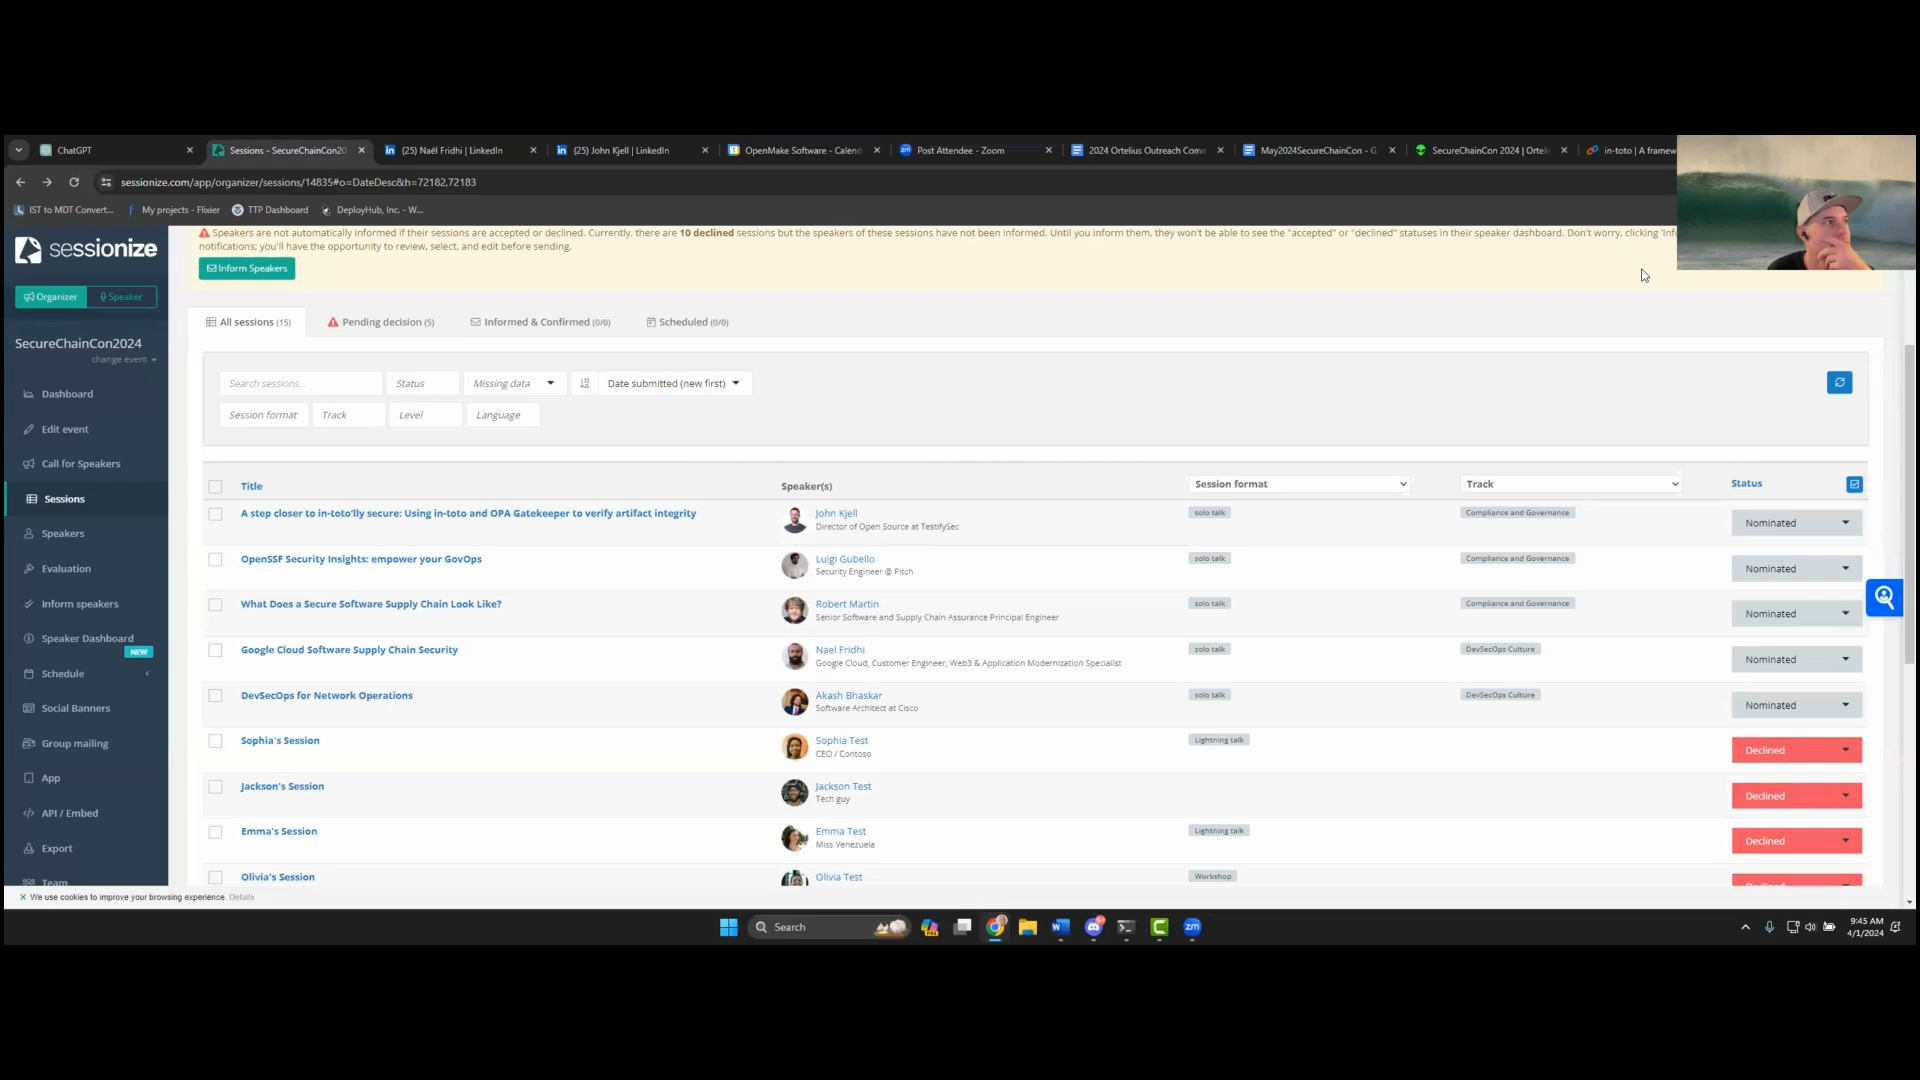 ChatGPT
Sessions - SecureChainCon20
(25) Naël Fridhi | LinkedIn
(25) John Kjell | LinkedIn
OpenMake Software - Calend
Post Attendee - Zoom
2024 Ortelius Outreach Comm
May2024SecureChainCon - G
SecureChainCon 2024 | Orteli
in-toto | A framew
sessionize.com/app/organizer/sessions/14835#o=DateDesc&h=72182,72183
IST to MDT Convert...
My projects - Flixier
TTP Dashboard
DeployHub, Inc. - W...
sessionize
Organizer
Speaker
SecureChainCon2024
change event
Dashboard
Edit event
Call for Speakers
Sessions
Speakers
Evaluation
Inform speakers
Speaker Dashboard
NEW
Schedule
Social Banners
Group mailing
App
API / Embed
Export
Team
Speakers are not automatically informed if their sessions are accepted or declined. Currently, there are 10 declined sessions but the speakers of these sessions have not been informed. Until you inform them, they won't be able to see the "accepted" or "declined" statuses in their speaker dashboard. Don't worry, clicking
notifications; you'll have the opportunity to review, select, and edit before sending.
Inform Speakers
All sessions (15)
Pending decision (5)
Informed & Confirmed (0/0)
Scheduled (0/0)
Search sessions...
Status
Missing data
Date submitted (new first)
Session format
Track
Level
Language
Title
Speaker(s)
Session format
Track
Status
A step closer to in-toto'lly secure: Using in-toto and OPA Gatekeeper to verify artifact integrity
John Kjell
Director of Open Source at TestifySec
solo talk
Compliance and Governance
Nominated
OpenSSF Security Insights: empower your GovOps
Luigi Gubello
Security Engineer @ Pitch
solo talk
Compliance and Governance
Nominated
What Does a Secure Software Supply Chain Look Like?
Robert Martin
Senior Software and Supply Chain Assurance Principal Engineer
solo talk
Compliance and Governance
Nominated
Google Cloud Software Supply Chain Security
Nael Fridhi
Google Cloud, Customer Engineer, Web3 & Application Modernization Specialist
solo talk
DevSecOps Culture
Nominated
DevSecOps for Network Operations
Akash Bhaskar
Software Architect at Cisco
solo talk
DevSecOps Culture
Nominated
Sophia's Session
Sophia Test
CEO / Contoso
Lightning talk
Declined
Jackson's Session
Jackson Test
Tech guy
Declined
Emma's Session
Emma Test
Miss Venezuela
Lightning talk
Declined
Olivia's Session
Olivia Test
Workshop
Declined
We use cookies to improve your browsing experience. Details
Search
9:45 AM
4/1/2024